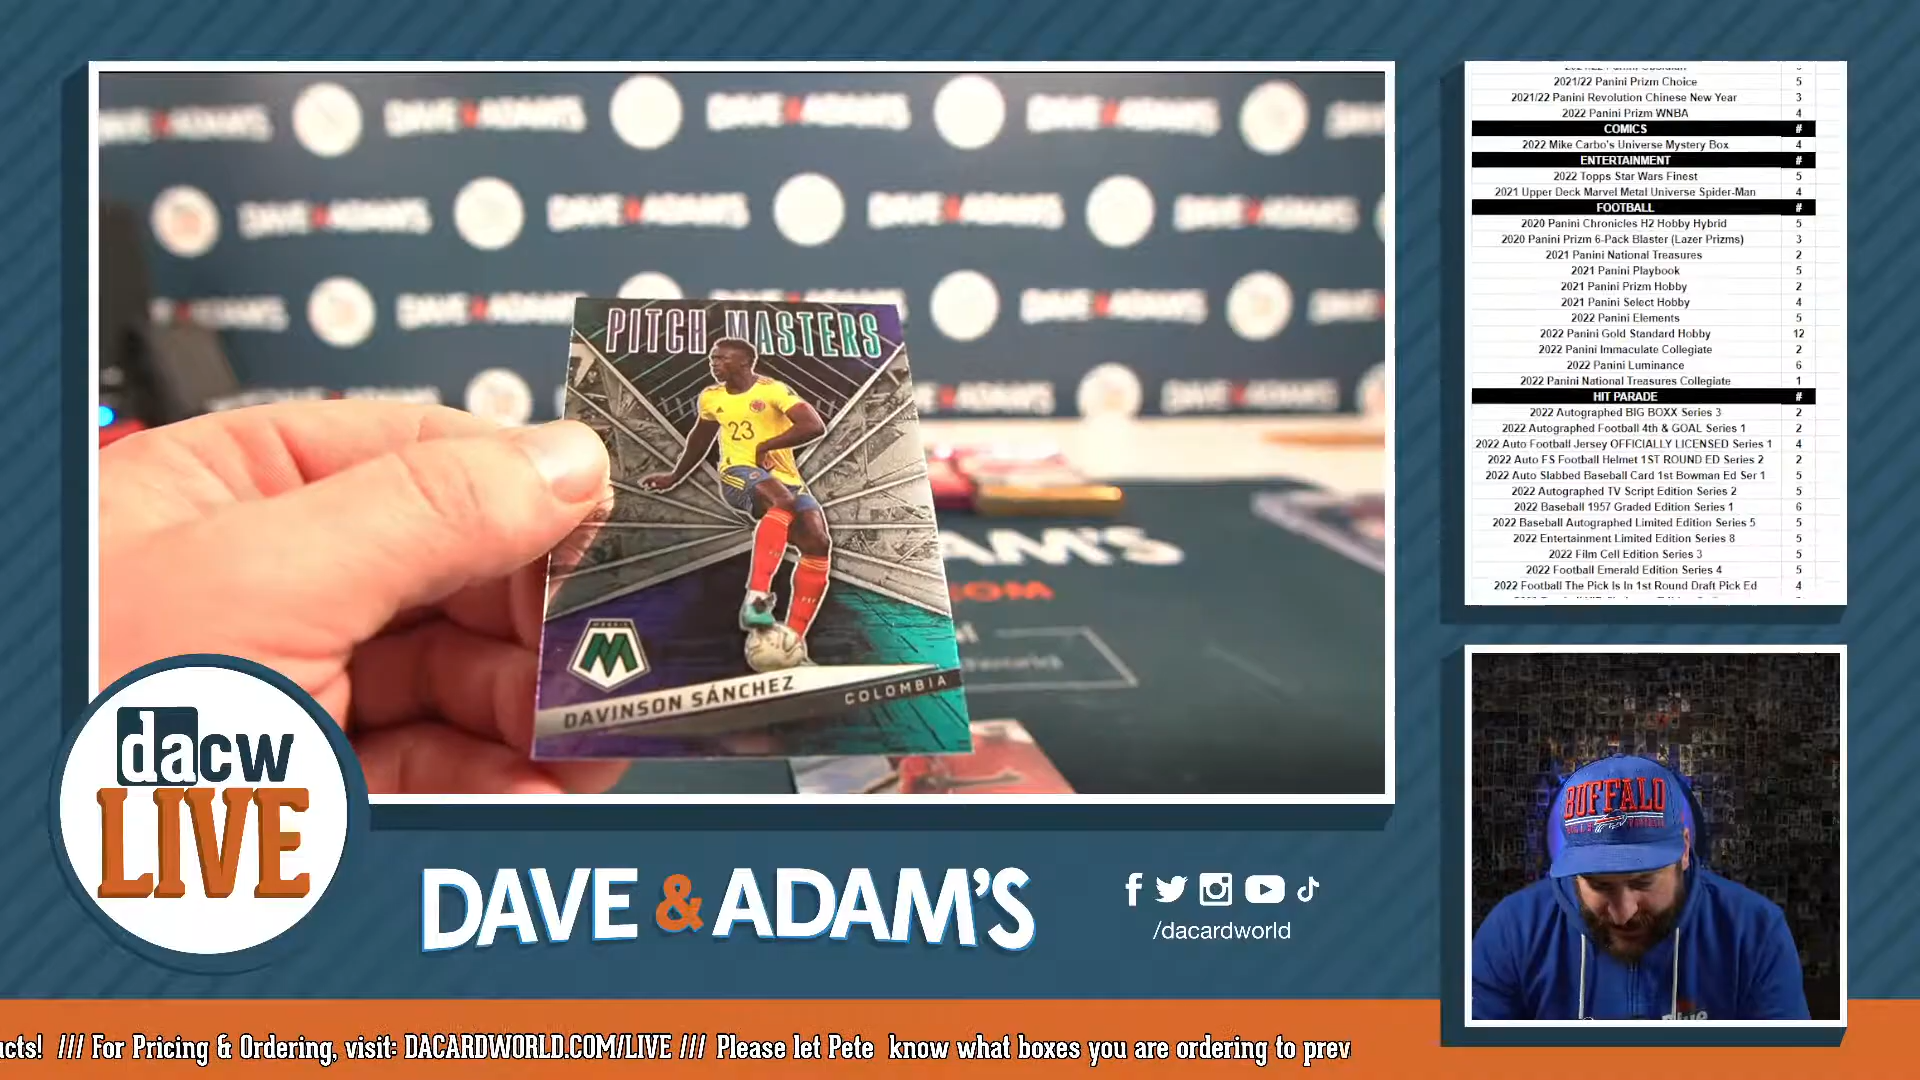 PITCH MASTERS
23
MOSAIC
DAVINSON SÁNCHEZ
COLOMBIA
DAVE & ADAM'S
dacw
LIVE
DAVE & ADAM'S
/dacardworld
2021/22 Panini Prizm Choice 5
2021/22 Panini Revolution Chinese New Year 3
2022 Panini Prizm WNBA 4
COMICS #
2022 Mike Carbo's Universe Mystery Box 4
ENTERTAINMENT #
2022 Topps Star Wars Finest 5
2021 Upper Deck Marvel Metal Universe Spider-Man 4
FOOTBALL #
2020 Panini Chronicles H2 Hobby Hybrid 5
2020 Panini Prizm 6-Pack Blaster (Lazer Prizms) 3
2021 Panini National Treasures 2
2021 Panini Playbook 5
2021 Panini Prizm Hobby 2
2021 Panini Select Hobby 4
2022 Panini Elements 5
2022 Panini Gold Standard Hobby 12
2022 Panini Immaculate Collegiate 2
2022 Panini Luminance 6
2022 Panini National Treasures Collegiate 1
HIT PARADE #
2022 Autographed BIG BOXX Series 3 2
2022 Autographed Football 4th & GOAL Series 1 2
2022 Auto Football Jersey OFFICIALLY LICENSED Series 1 4
2022 Auto FS Football Helmet 1ST ROUND ED Series 2 2
2022 Auto Slabbed Baseball Card 1st Bowman Ed Ser 1 5
2022 Autographed TV Script Edition Series 2 5
2022 Baseball 1957 Graded Edition Series 1 6
2022 Baseball Autographed Limited Edition Series 5 5
2022 Entertainment Limited Edition Series 8 5
2022 Film Cell Edition Series 3 5
2022 Football Emerald Edition Series 4 5
2022 Football The Pick Is In 1st Round Draft Pick Ed 4
BUFFALO
ucts! /// For Pricing & Ordering, visit: DACARDWORLD.COM/LIVE /// Please let Pete know what boxes you are ordering to prev